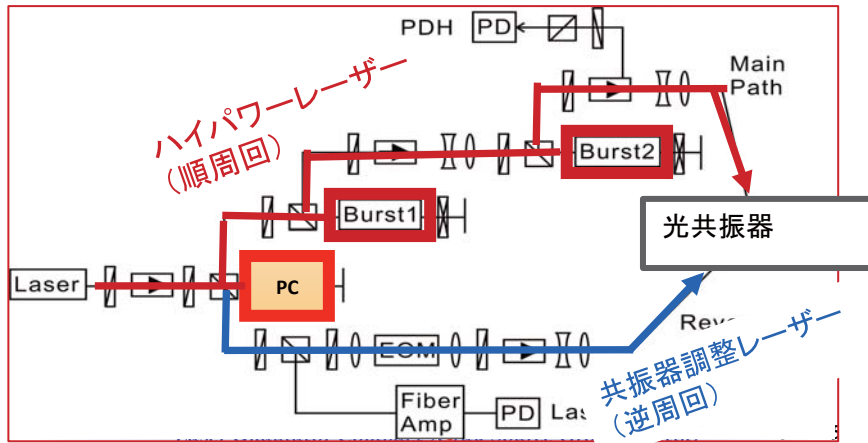 PDH
PD
Main
Path
ハイパワーレーザー
(順周回)
Burst2
Burst1
光共振器
Laser
PC
EOM
共振器調整レーザー
(逆周回)
Fiber
Amp
PD